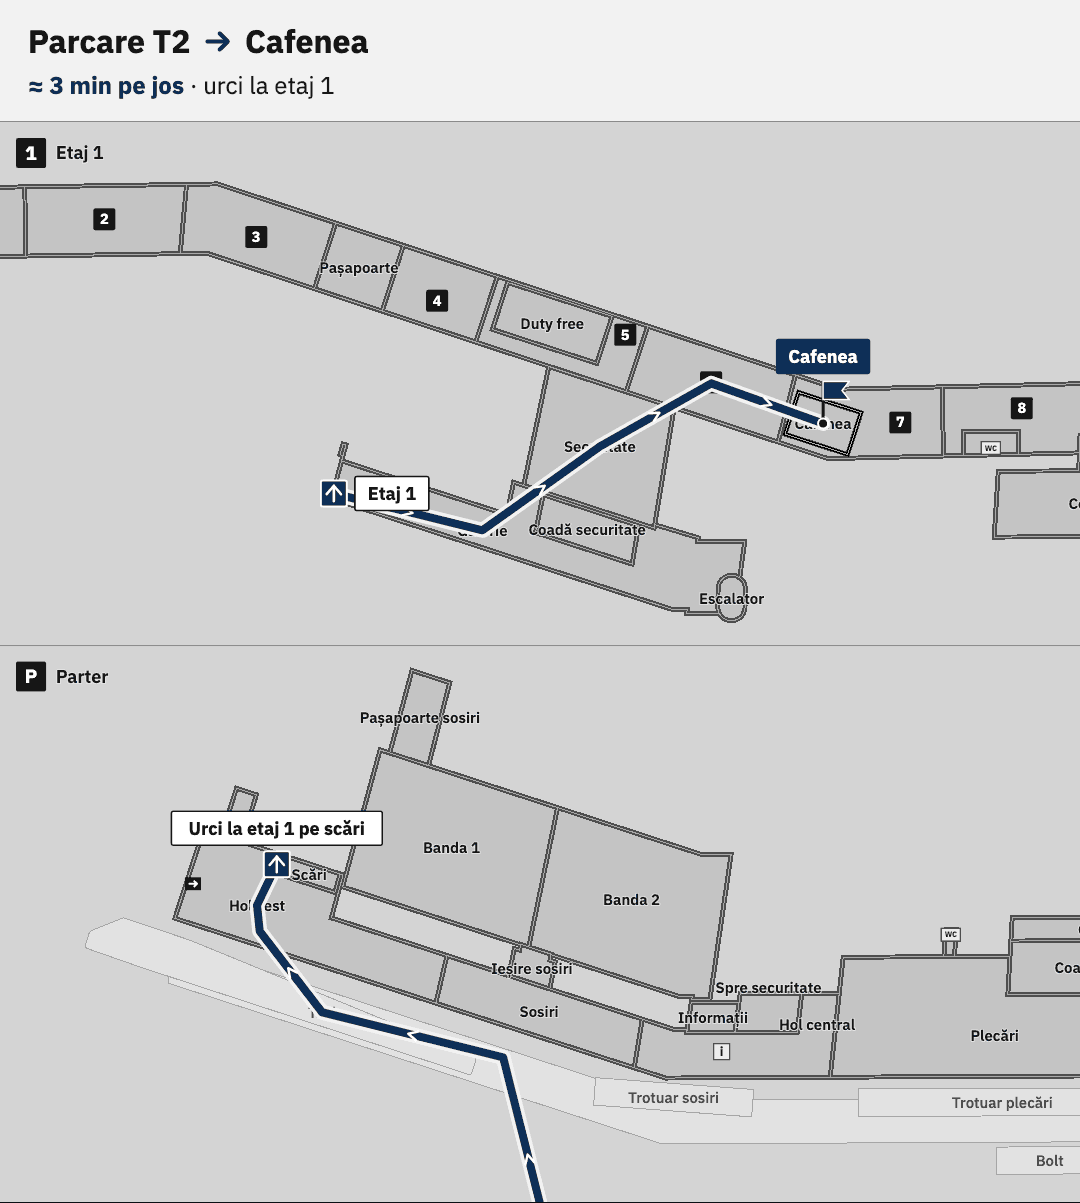 Parcare T2 → Cafenea
≈ 3 min pe jos · urci la etaj 1
1 Etaj 1
2
3
Pașapoarte
4
Duty free
5
Cafenea
7
8
WC
Securitate
Etaj 1
Coadă securitate
Escalator
P Parter
Pașapoarte sosiri
Urci la etaj 1 pe scări
Banda 1
Scări
Banda 2
WC
Ieșire sosiri
Spre securitate
Sosiri
Informații
Hol central
Plecări
i
Trotuar sosiri
Trotuar plecări
Bolt